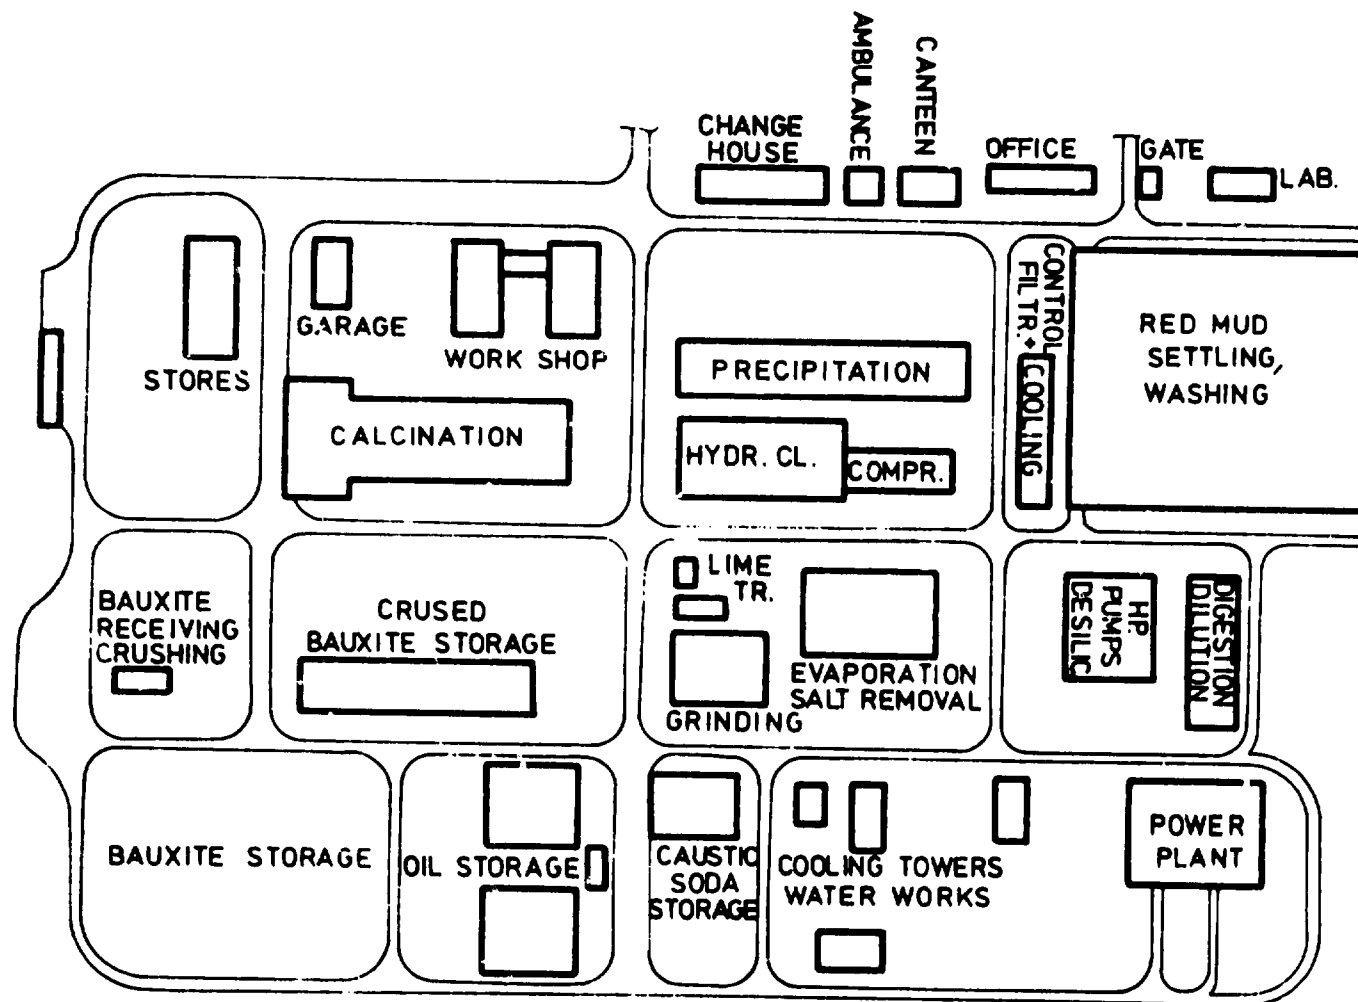 AMBULANCE
CANTEEN
CHANGE
HOUSE
OFFICE
GATE
LAB.
STORES
GARAGE
WORK SHOP
CALCINATION
PRECIPITATION
HYDR. CL.
COMPR.
CONTROL
FILTR.+
COOLING
RED MUD
SETTLING,
WASHING
BAUXITE
RECEIVING
CRUSHING
CRUSED
BAUXITE STORAGE
LIME
TR.
GRINDING
EVAPORATION
SALT REMOVAL
HP.
PUMPS
DESILIC
DIGESTION
DILUTION
BAUXITE STORAGE
OIL STORAGE
CAUSTIC
SODA
STORAGE
COOLING TOWERS
WATER WORKS
POWER
PLANT